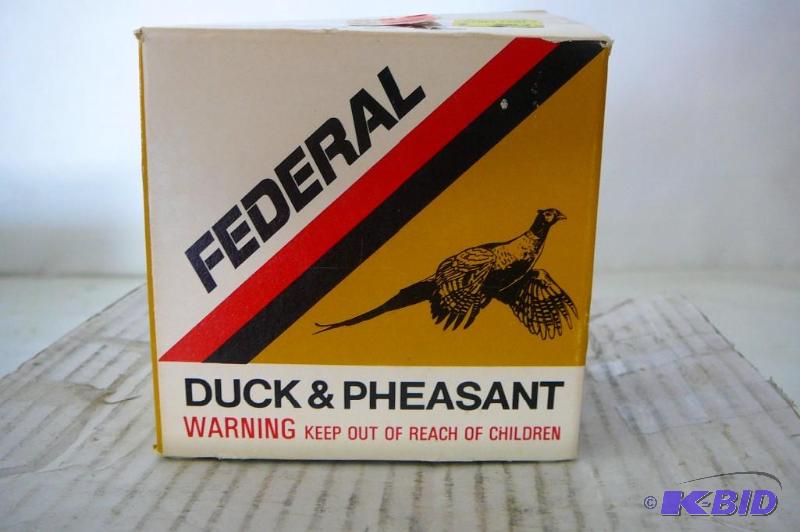 FEDERAL
DUCK & PHEASANT
WARNING KEEP OUT OF REACH OF CHILDREN
© K-BID